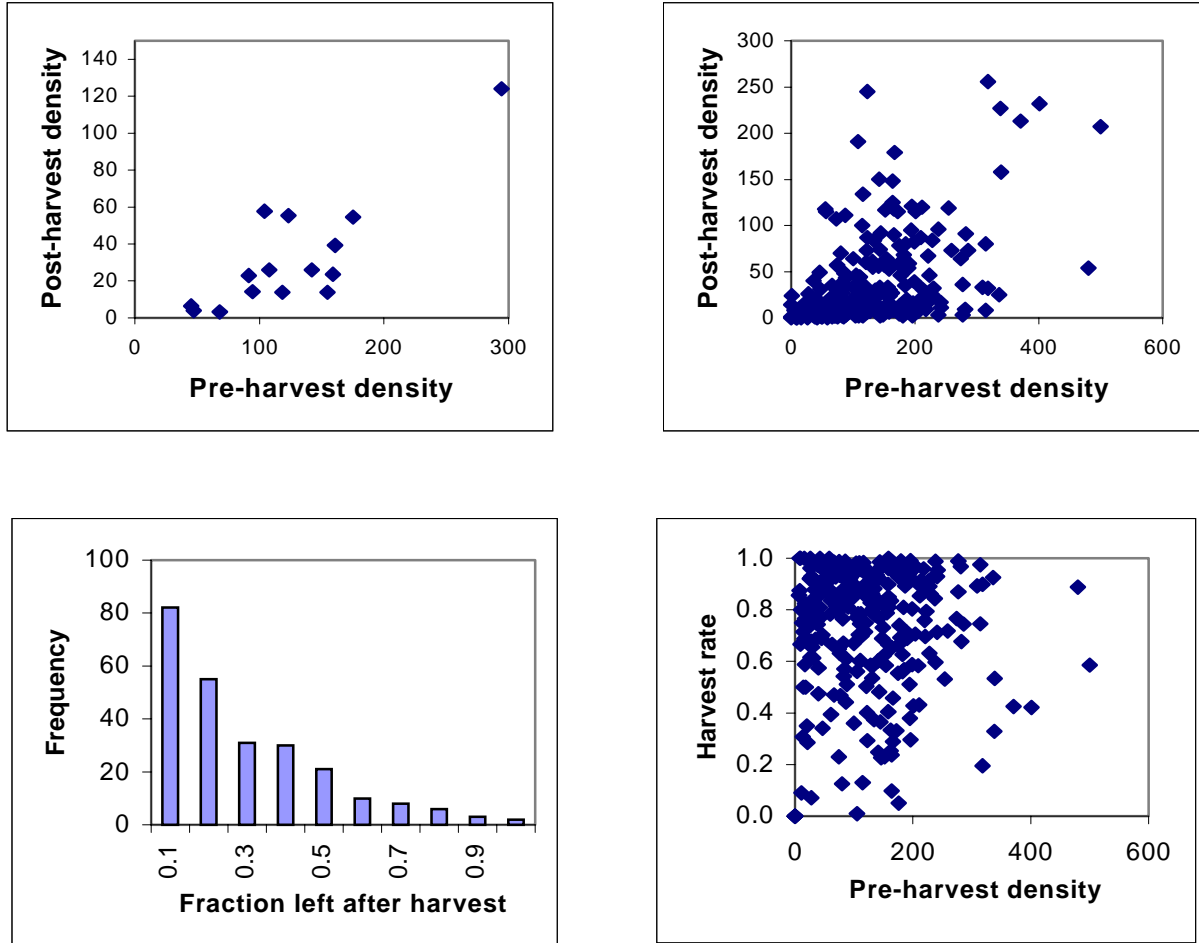 140
120
100
80
60
40
20
0
0 100 200 300
Post-harvest density
Pre-harvest density
300
250
200
150
100
50
0
0 200 400 600
Post-harvest density
Pre-harvest density
100
80
60
40
20
0
0.1 0.3 0.5 0.7 0.9
Frequency
Fraction left after harvest
1.0
0.8
0.6
0.4
0.2
0.0
0 200 400 600
Harvest rate
Pre-harvest density